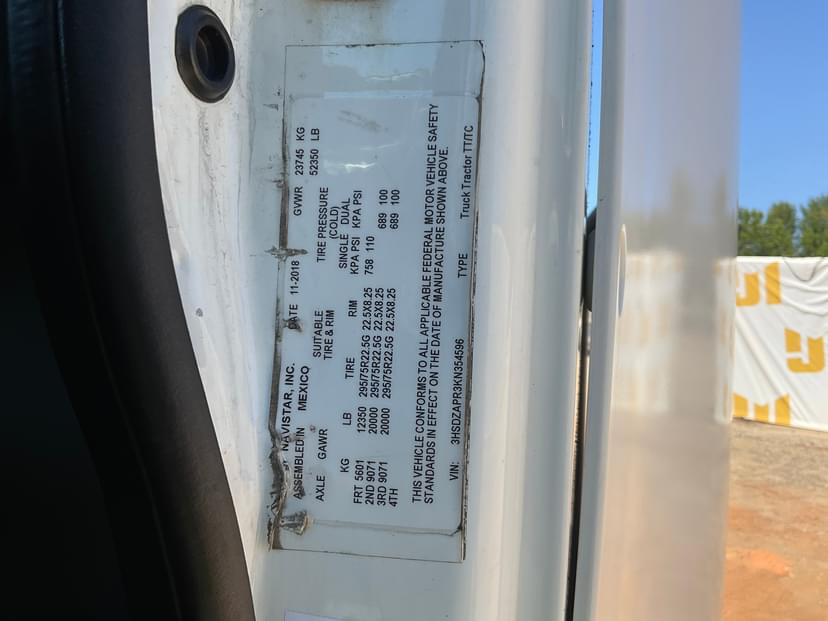 NAVISTAR, INC. DATE 11-2018 GVWR 23745 KG
ASSEMBLED IN MEXICO 52350 LB
AXLE GAWR SUITABLE TIRE & RIM TIRE PRESSURE (COLD)
SINGLE DUAL
KG LB TIRE RIM KPA PSI KPA PSI
FRT 5601 12350 295/75R22.5G 22.5X8.25 758 110
2ND 9071 20000 295/75R22.5G 22.5X8.25 689 100
3RD 9071 20000 295/75R22.5G 22.5X8.25 689 100
4TH
THIS VEHICLE CONFORMS TO ALL APPLICABLE FEDERAL MOTOR VEHICLE SAFETY
STANDARDS IN EFFECT ON THE DATE OF MANUFACTURE SHOWN ABOVE.
VIN: 3HSDZAPR3KN354596 TYPE Truck Tractor TT/TC